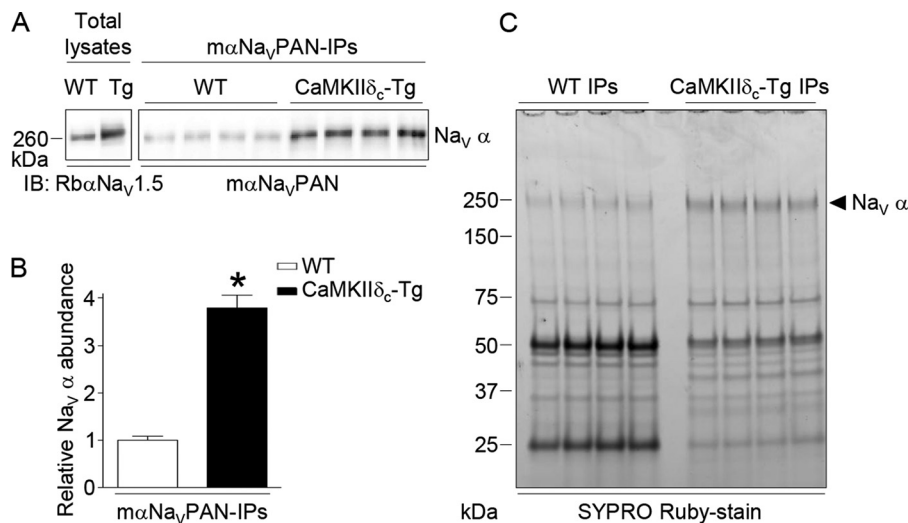 A
Total
lysates
mαNaVPAN-IPs
WT Tg
WT
CaMKIIδc-Tg
260
kDa
NaV α
IB: RbαNaV1.5
mαNaVPAN
B
WT
CaMKIIδc-Tg
Relative NaV α abundance
4
3
2
1
0
*
mαNaVPAN-IPs
C
WT IPs
CaMKIIδc-Tg IPs
250
NaV α
150
75
50
37
25
kDa
SYPRO Ruby-stain